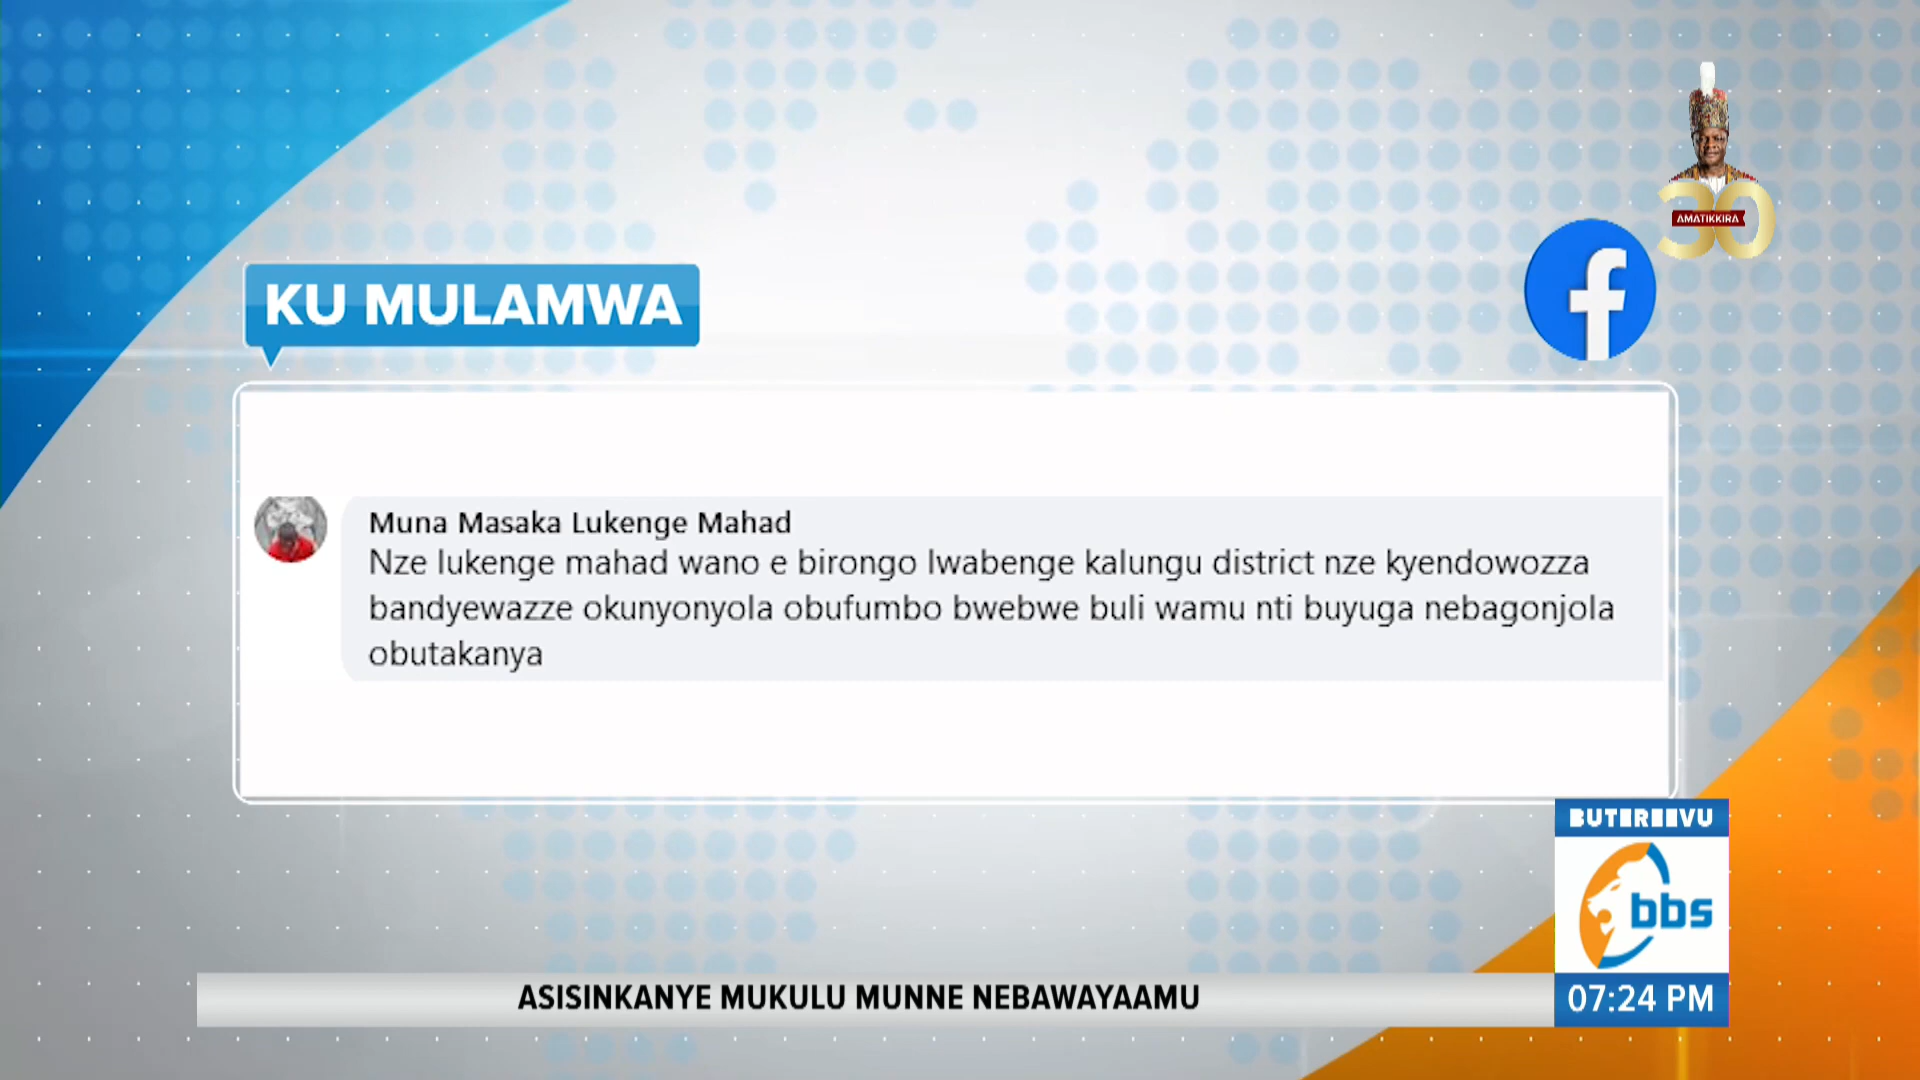 AMATIKKIRA
30
KU MULAMWA
Muna Masaka Lukenge Mahad
Nze lukenge mahad wano e birongo lwabenge kalungu district nze kyendowozza
bandyewazze okunyonyola obufumbo bwebwe buli wamu nti buyuga nebagonjola
obutakanya
BUTEREEVU
bbs
ASISINKANYE MUKULU MUNNE NEBAWAYAAMU
07:24 PM